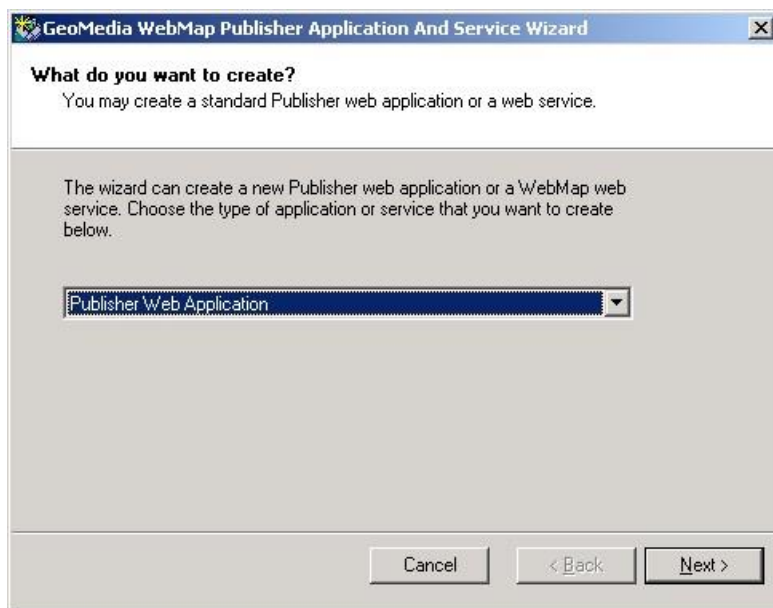 GeoMedia WebMap Publisher Application And Service Wizard
What do you want to create?
You may create a standard Publisher web application or a web service.
The wizard can create a new Publisher web application or a WebMap web
service. Choose the type of application or service that you want to create
below.
Publisher Web Application
Cancel
< Back
Next >